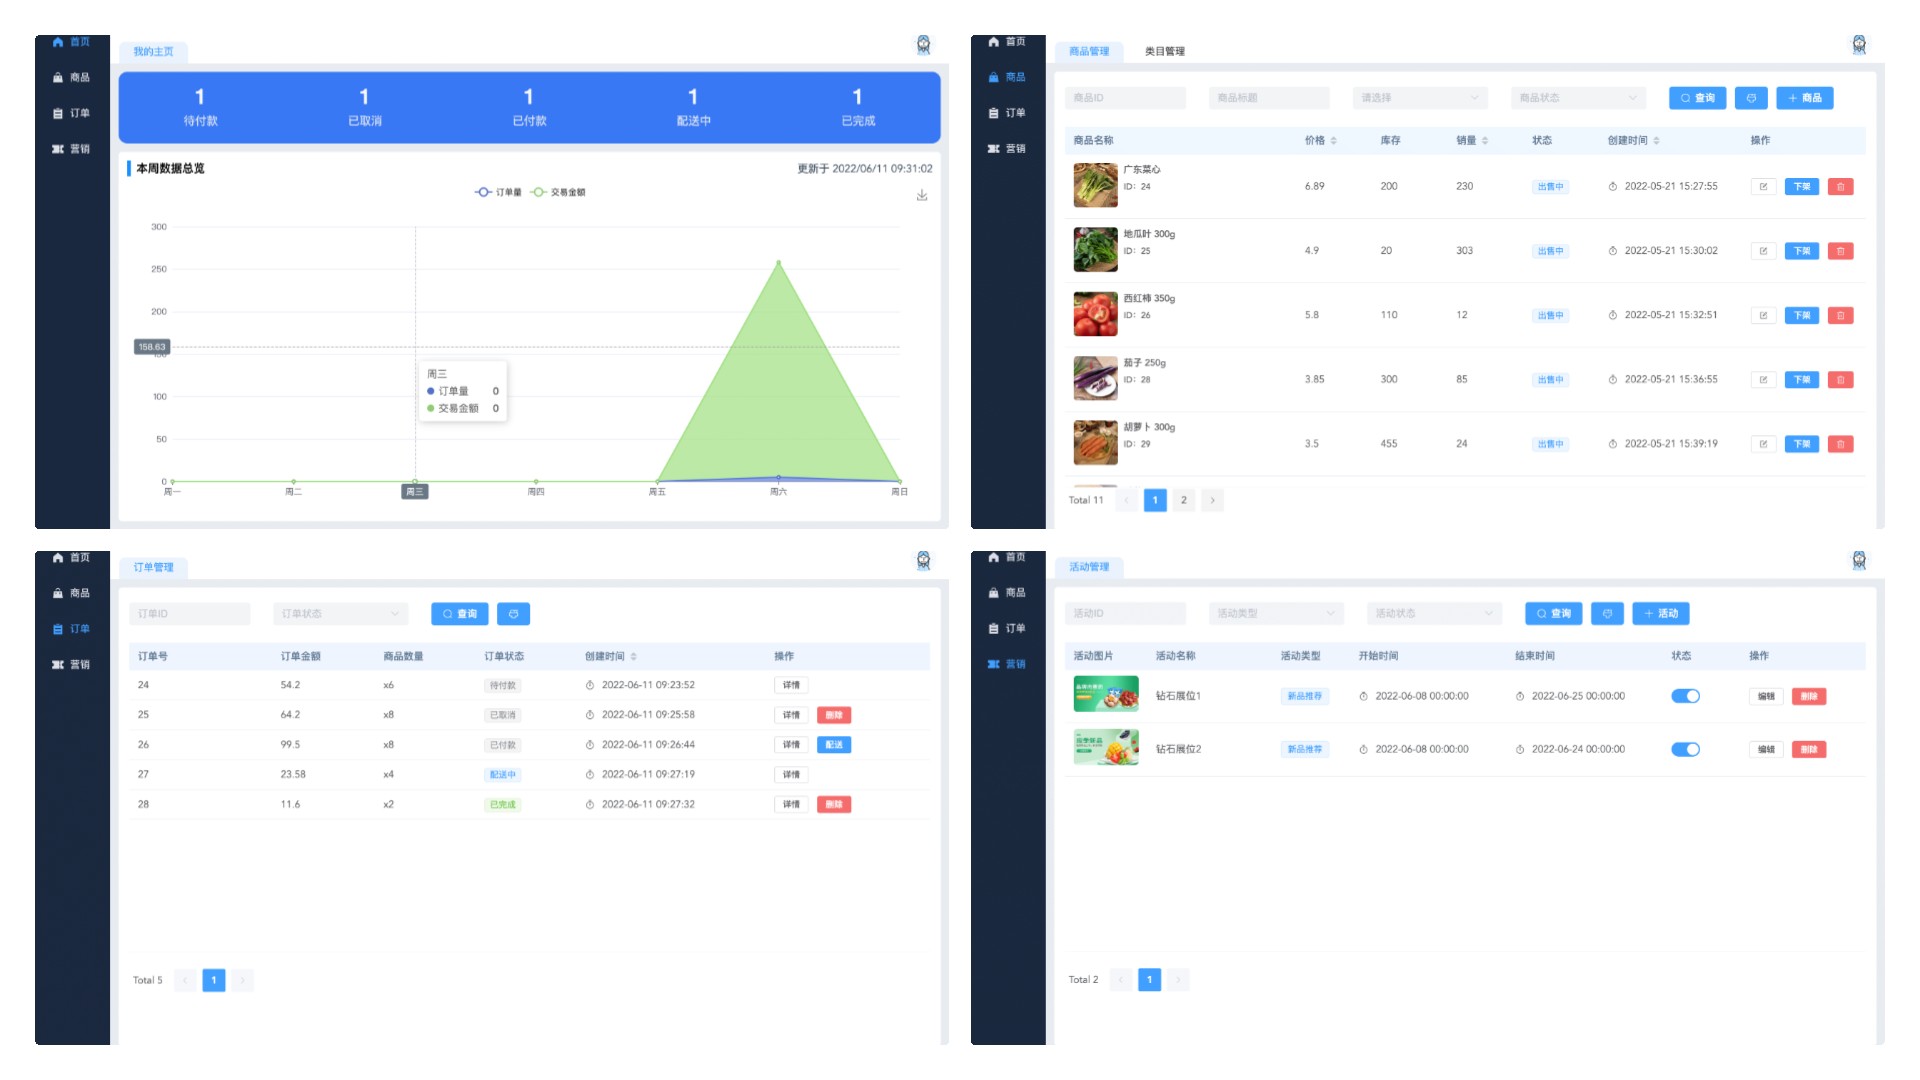 首页
商品
订单
营销
我的主页
1 1 1 1 1
待付款 已取消 已付款 配送中 已完成
本周数据总览 更新于 2022/06/11 09:31:02
订单量 交易金额
300
250
200
158.63
150
100
50
0
周三
订单量 0
交易金额 0
周一 周二 周三 周四 周五 周六 周日
首页
商品
订单
营销
商品管理 类目管理
商品ID 商品标题 请选择 商品状态 查询 + 商品
商品名称 价格 库存 销量 状态 创建时间 操作
广东菜心
ID: 24 6.89 200 230 出售中 2022-05-21 15:27:55 下架
地瓜叶 300g
ID: 25 4.9 20 303 出售中 2022-05-21 15:30:02 下架
西红柿 350g
ID: 26 5.8 110 12 出售中 2022-05-21 15:32:51 下架
茄子 250g
ID: 28 3.85 300 85 出售中 2022-05-21 15:36:55 下架
胡萝卜 300g
ID: 29 3.5 455 24 出售中 2022-05-21 15:39:19 下架
Total 11 < 1 2 >
首页
商品
订单
营销
订单管理
订单ID 订单状态 查询
订单号 订单金额 商品数量 订单状态 创建时间 操作
24 54.2 x6 待付款 2022-06-11 09:23:52 详情
25 64.2 x8 已取消 2022-06-11 09:25:58 详情 删除
26 99.5 x8 已付款 2022-06-11 09:26:44 详情 配送
27 23.58 x4 配送中 2022-06-11 09:27:19 详情
28 11.6 x2 已完成 2022-06-11 09:27:32 详情 删除
Total 5 < 1 >
首页
商品
订单
营销
活动管理
活动ID 活动类型 活动状态 查询 + 活动
活动图片 活动名称 活动类型 开始时间 结束时间 状态 操作
钻石展位1 新品推荐 2022-06-08 00:00:00 2022-06-25 00:00:00 编辑 删除
钻石展位2 新品推荐 2022-06-08 00:00:00 2022-06-24 00:00:00 编辑 删除
Total 2 < 1 >